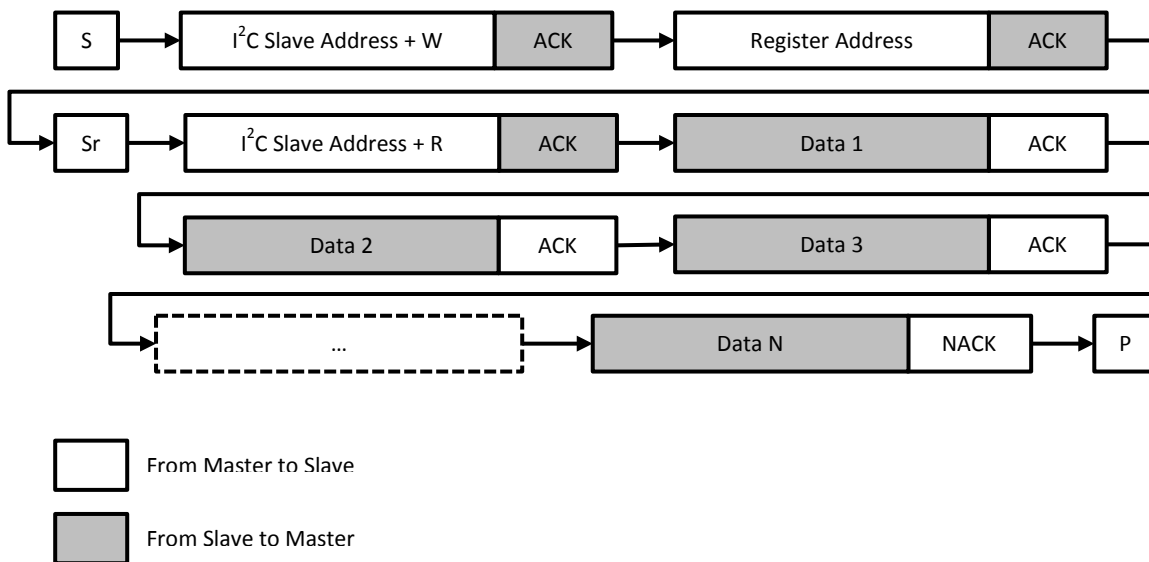 S I²C Slave Address + W ACK Register Address ACK
Sr I²C Slave Address + R ACK Data 1 ACK
Data 2 ACK Data 3 ACK
... Data N NACK P
From Master to Slave
From Slave to Master